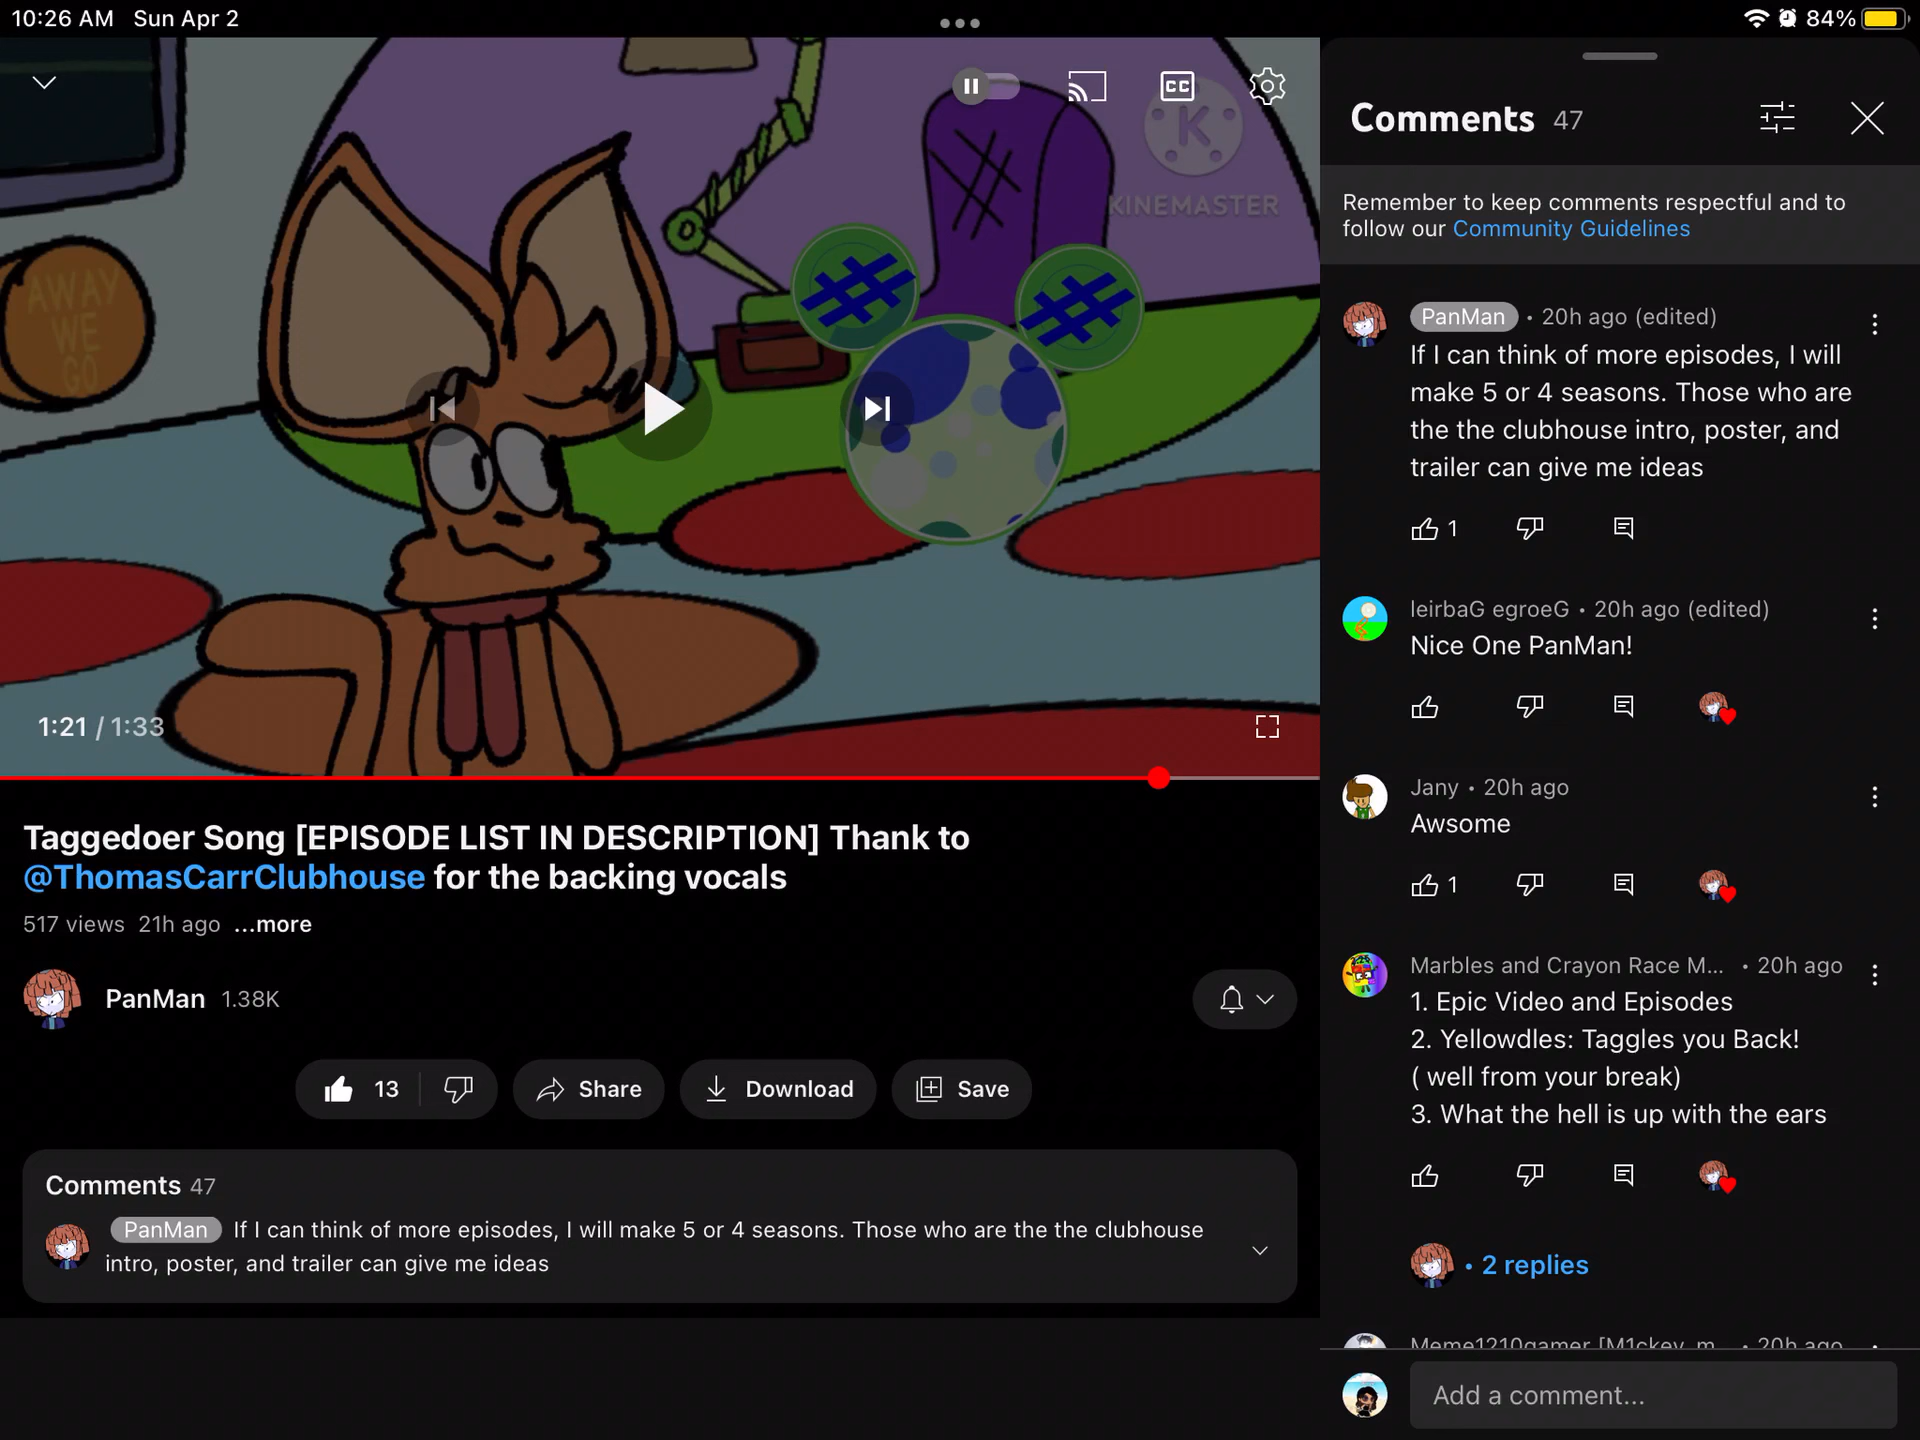 10:26 AM Sun Apr 2
84%
CC
K
KINEMASTER
AWAY
WE
GO
# #
1:21 / 1:33
Taggedoer Song [EPISODE LIST IN DESCRIPTION] Thank to
@ThomasCarrClubhouse for the backing vocals
517 views 21h ago ...more
PanMan 1.38K
13
Share
Download
Save
Comments 47
PanMan If I can think of more episodes, I will make 5 or 4 seasons. Those who are the the clubhouse
intro, poster, and trailer can give me ideas
Comments 47
Remember to keep comments respectful and to
follow our Community Guidelines
PanMan • 20h ago (edited)
If I can think of more episodes, I will
make 5 or 4 seasons. Those who are
the the clubhouse intro, poster, and
trailer can give me ideas
1
leirbaG egroeG • 20h ago (edited)
Nice One PanMan!
Jany • 20h ago
Awsome
1
Marbles and Crayon Race M... • 20h ago
1. Epic Video and Episodes
2. Yellowdles: Taggles you Back!
( well from your break)
3. What the hell is up with the ears
• 2 replies
Meme1210gamer [M1ckey_m... • 20h ago
Add a comment...